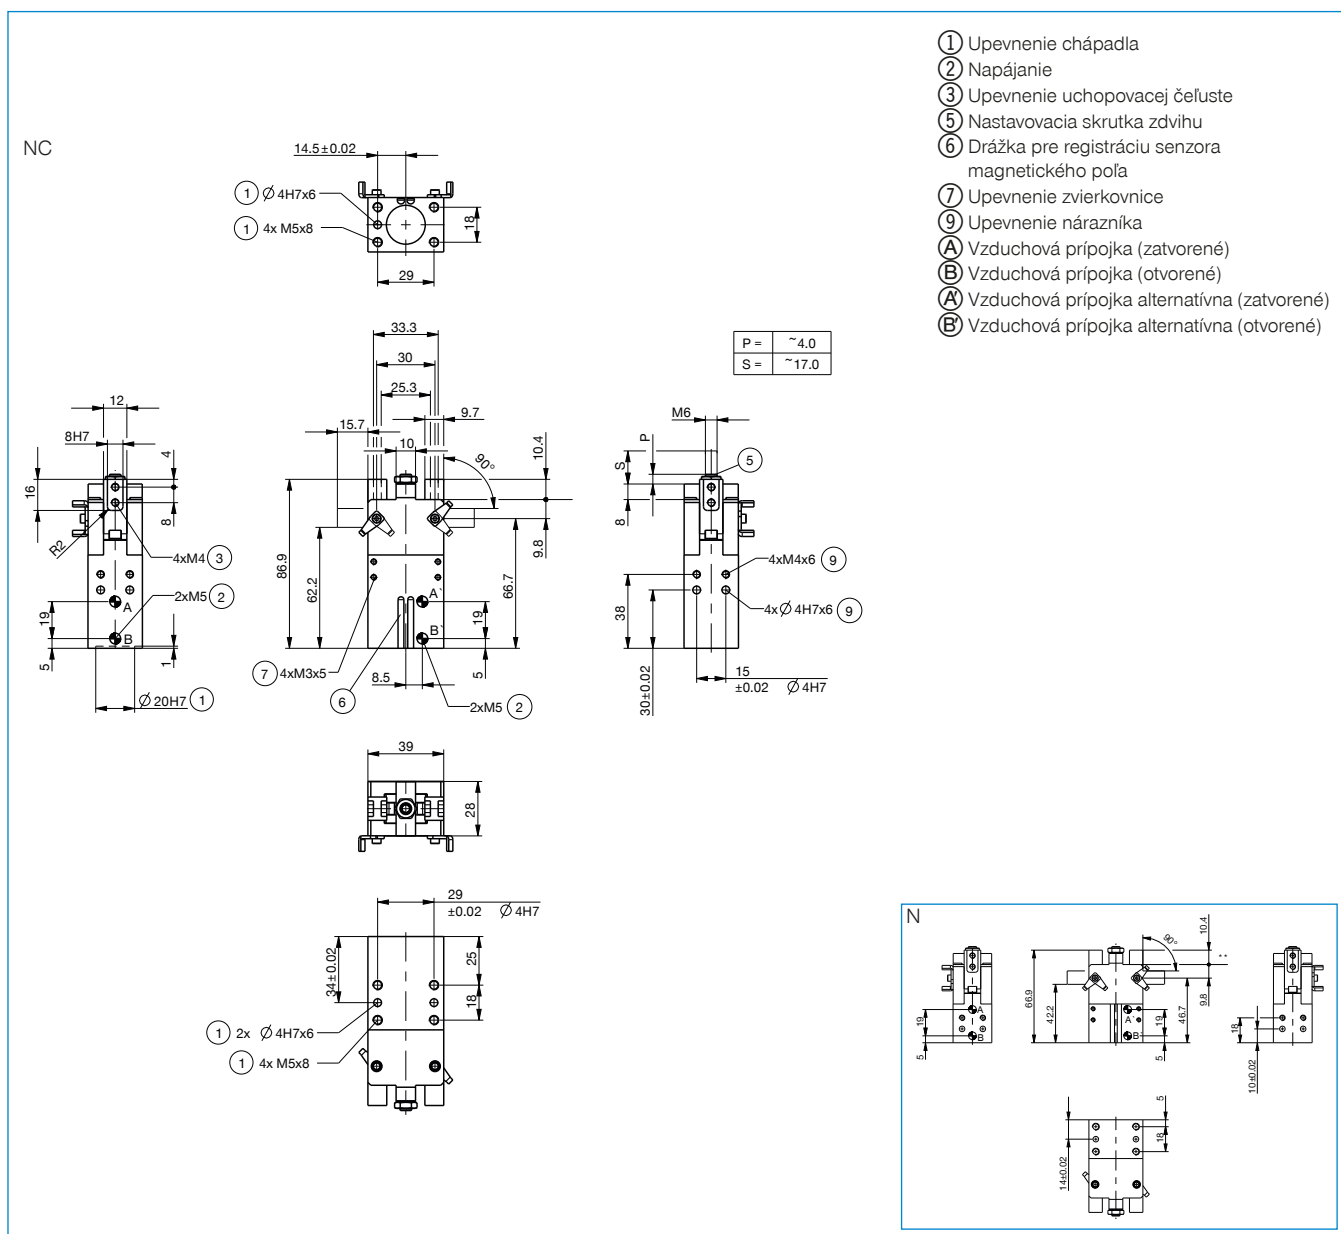 1 Upevnenie chápadla
2 Napájanie
3 Upevnenie uchopovacej čeľuste
5 Nastavovacia skrutka zdvihu
6 Drážka pre registráciu senzora
magnetického poľa
7 Upevnenie zvierkovnice
9 Upevnenie nárazníka
A Vzduchová prípojka (zatvorené)
B Vzduchová prípojka (otvorené)
A' Vzduchová prípojka alternatívna (zatvorené)
B' Vzduchová prípojka alternatívna (otvorené)
NC
14.5±0.02
1 Ø 4H7x6
1 4x M5x8
18
29
33.3
30
25.3
15.7
10
9.7
10.4
90°
9.8
86.9
62.2
66.7
A'
B'
19
5
7 4xM3x5
6
8.5
2xM5 2
12
8H7
4
16
8
R2
4xM4 3
2xM5 2
A
B
19
5
1
Ø 20H7 1
P = ~4.0
S = ~17.0
M6
P
S
8
5
4xM4x6 9
4x Ø 4H7x6 9
38
30±0.02
15
±0.02 Ø 4H7
39
28
29
±0.02 Ø 4H7
34±0.02
25
18
1 2x Ø 4H7x6
1 4x M5x8
N
90°
10.4
9.8
66.9
42.2
46.7
A
B
19
5
A'
B'
19
5
18
10±0.02
5
18
14±0.02